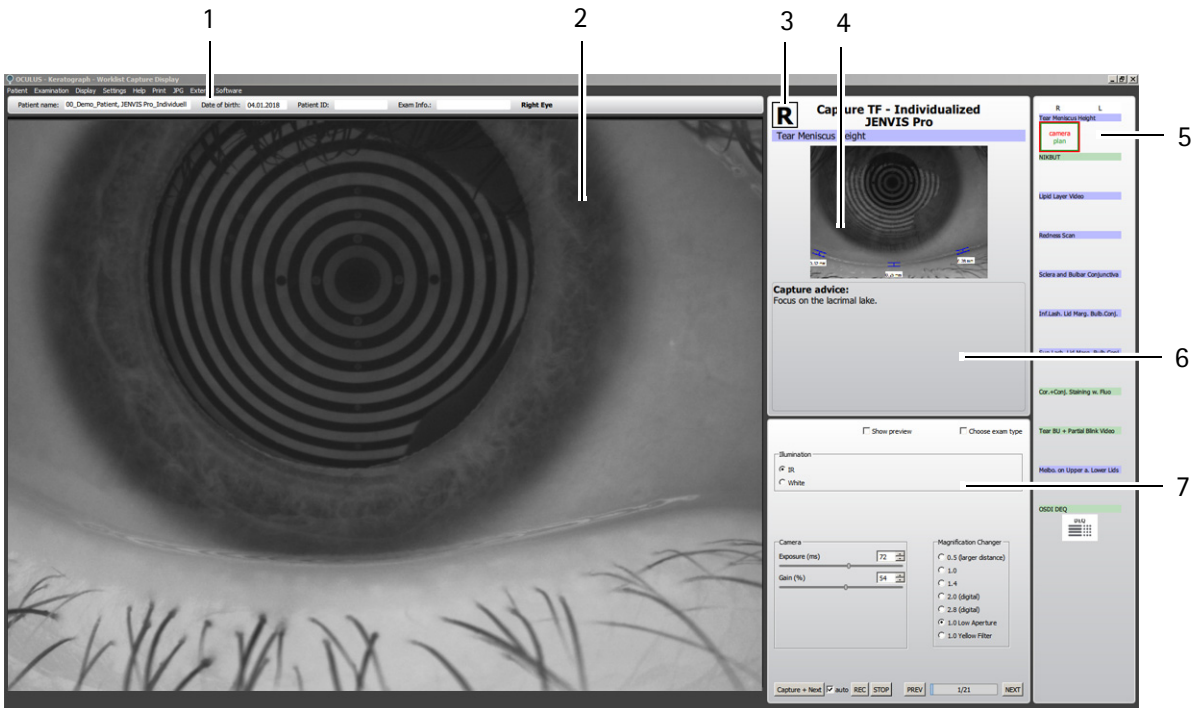 1
2
3
4
OCULUS - Keratograph - Worklist Capture Display
Patient Examination Display Settings Help Print JPG Software
Patient name: 00_Demo_Patient, JENVIS Pro_Individuell Date of birth: 04.01.2018 Patient ID: Exam Info.: Right Eye
R
Capture TF - Individualized
JENVIS Pro
Tear Meniscus Height
Capture advice:
Focus on the lacrimal lake.
Show preview Choose exam type
Illumination
IR
White
Camera
Exposure (ms) 72
Gain (%) 54
Magnification Changer
0.5 (larger distance)
1.0
1.4
2.0 (digital)
2.8 (digital)
1.0 Low Aperture
1.0 Yellow Filter
Capture + Next auto REC STOP PREV 1/21 NEXT
R L
Tear Meniscus Height
camera
plan
NIKBUT
Lipid Layer Video
Redness Scan
Sclera and Bulbar Conjunctiva
Inf.Lash. Lid Marg. Bulb.Conj.
Cor.+Conj. Staining w. Fluo
Tear BU + Partial Blink Video
Meibo. on Upper a. Lower Lids
OSDI DEQ
5
6
7